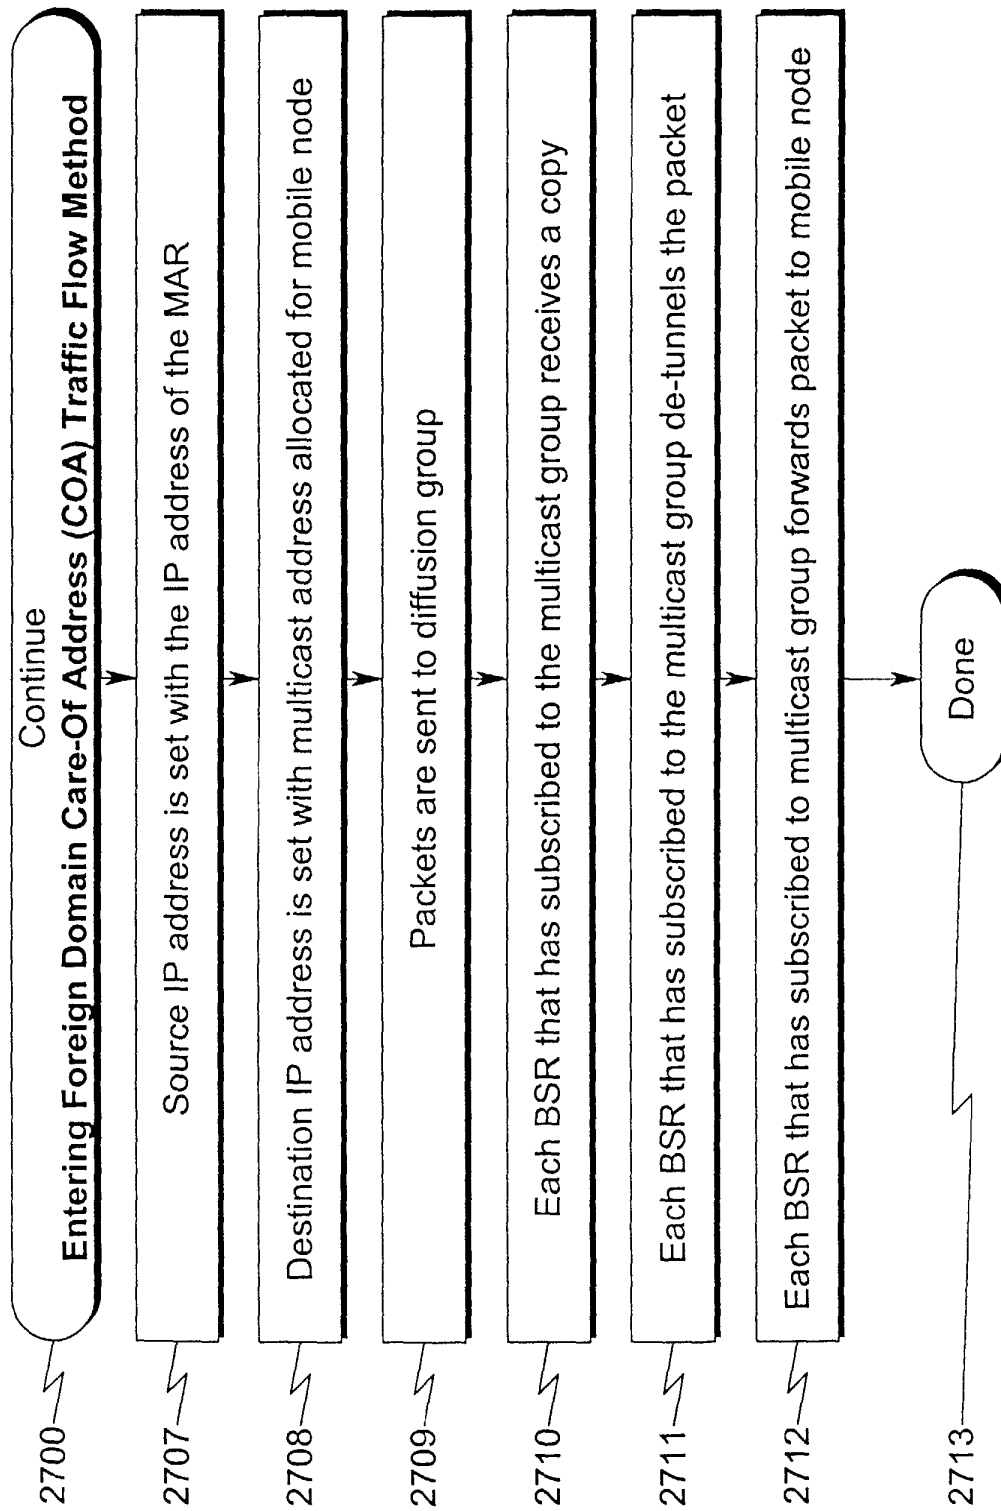 2700
Continue
Entering Foreign Domain Care-Of Address (COA) Traffic Flow Method
2707
Source IP address is set with the IP address of the MAR
2708
Destination IP address is set with multicast address allocated for mobile node
2709
Packets are sent to diffusion group
2710
Each BSR that has subscribed to the multicast group receives a copy
2711
Each BSR that has subscribed to the multicast group de-tunnels the packet
2712
Each BSR that has subscribed to multicast group forwards packet to mobile node
2713
Done